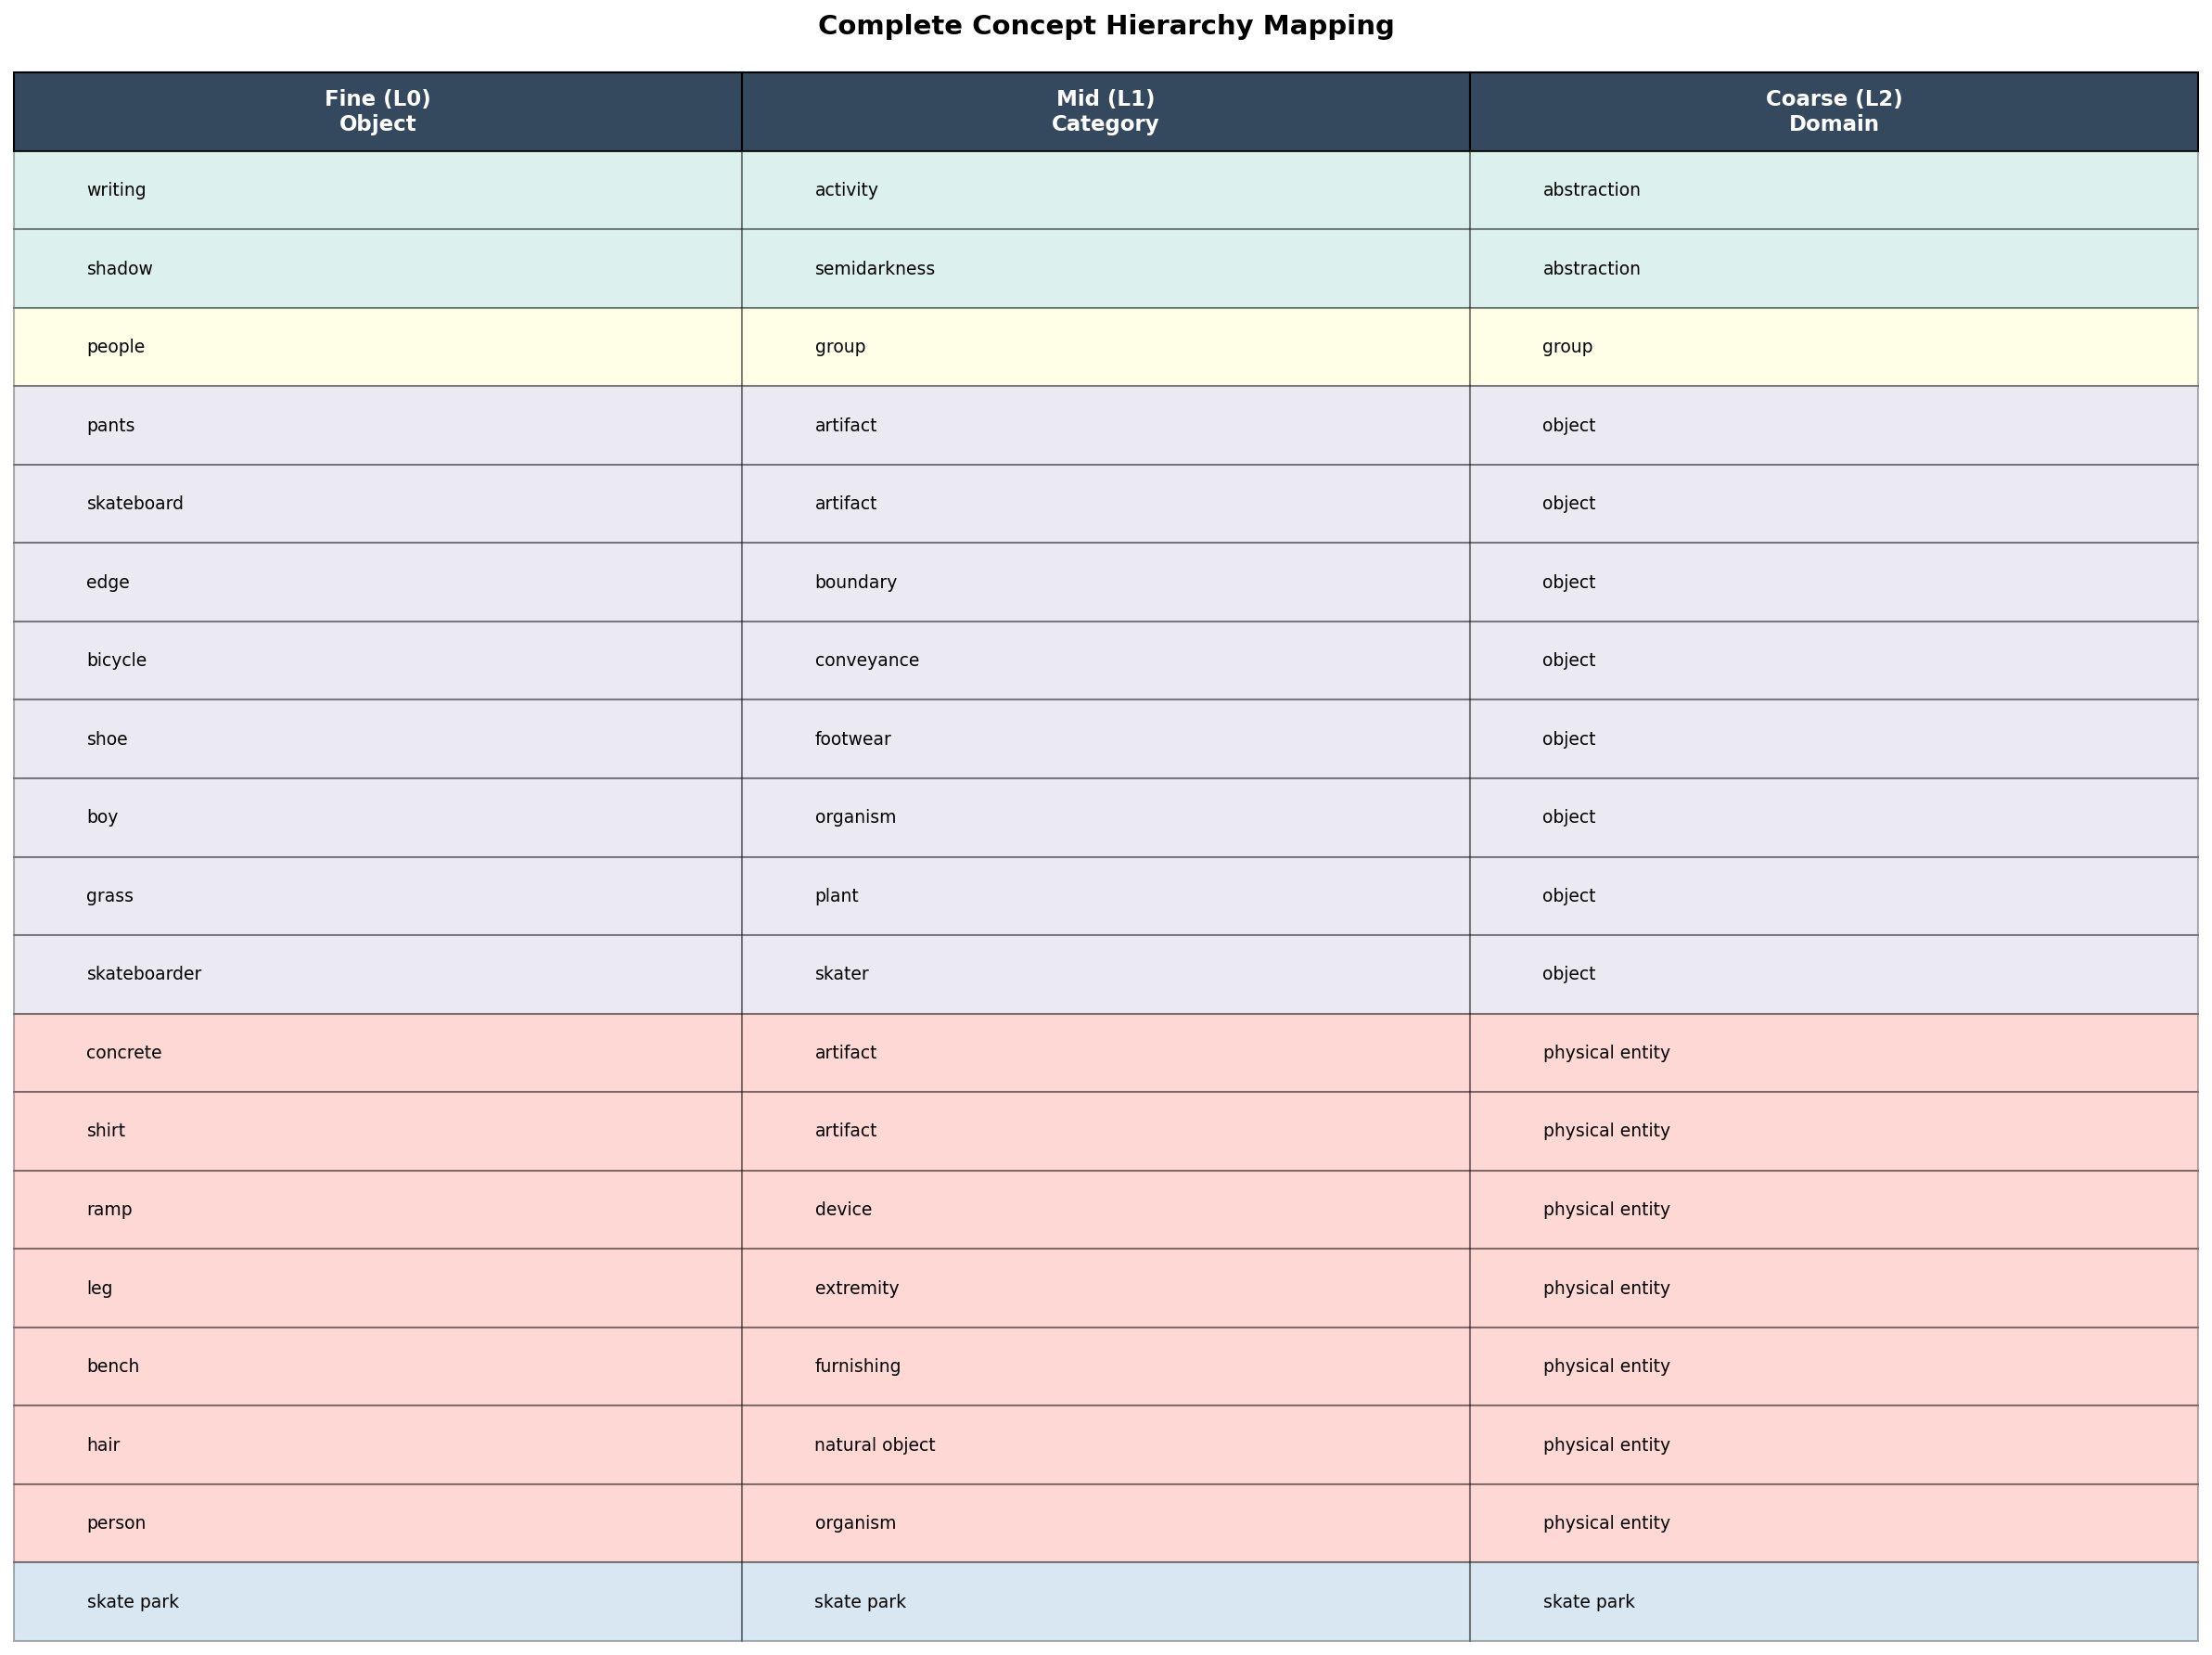 Complete Concept Hierarchy Mapping
Fine (L0) Mid (L1) Coarse (L2)
Object Category Domain
writing activity abstraction
shadow semidarkness abstraction
people group group
pants artifact object
skateboard artifact object
edge boundary object
bicycle conveyance object
shoe footwear object
boy organism object
grass plant object
skateboarder skater object
concrete artifact physical entity
shirt artifact physical entity
ramp device physical entity
leg extremity physical entity
bench furnishing physical entity
hair natural object physical entity
person organism physical entity
skate park skate park skate park